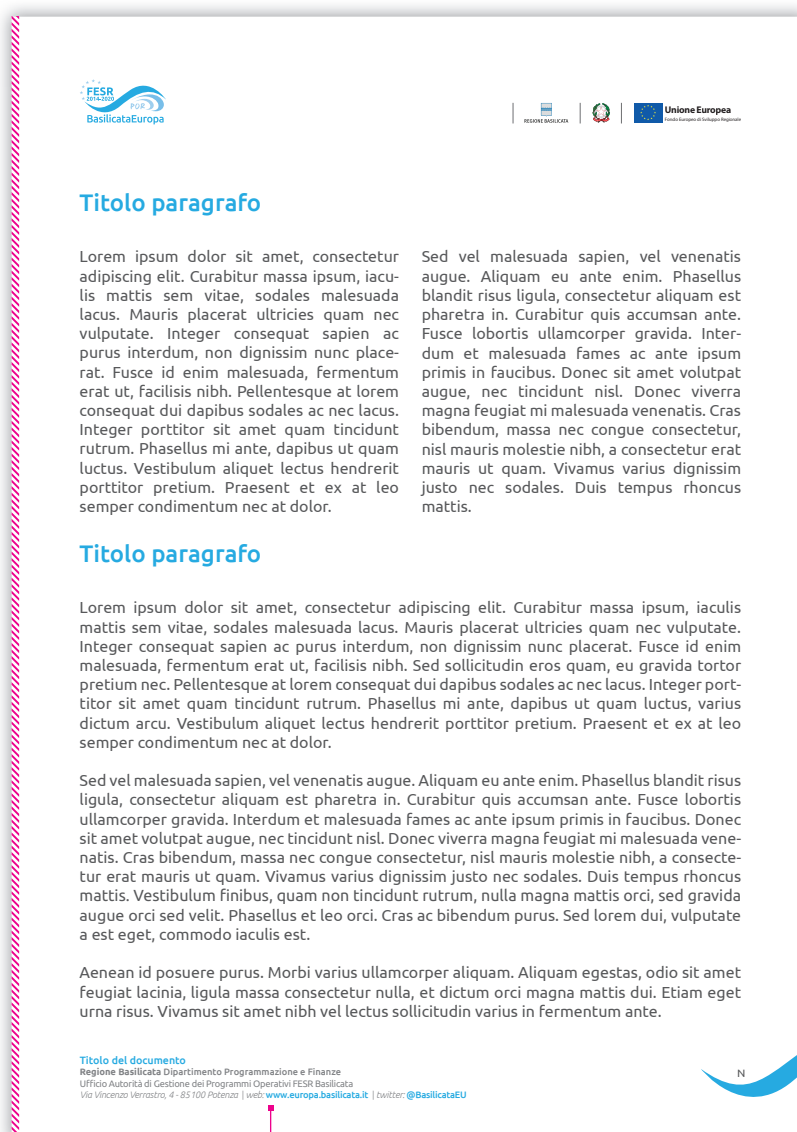 FESR
2014-2020
POR
BasilicataEuropa
REGIONE BASILICATA
Unione Europea
Fondo Europeo di Sviluppo Regionale
Titolo paragrafo
Lorem ipsum dolor sit amet, consectetur
adipiscing elit. Curabitur massa ipsum, iacu-
lis mattis sem vitae, sodales malesuada
lacus. Mauris placerat ultricies quam nec
vulputate. Integer consequat sapien ac
purus interdum, non dignissim nunc place-
rat. Fusce id enim malesuada, fermentum
erat ut, facilisis nibh. Pellentesque at lorem
consequat dui dapibus sodales ac nec lacus.
Integer porttitor sit amet quam tincidunt
rutrum. Phasellus mi ante, dapibus ut quam
luctus. Vestibulum aliquet lectus hendrerit
porttitor pretium. Praesent et ex at leo
semper condimentum nec at dolor.
Sed vel malesuada sapien, vel venenatis
augue. Aliquam eu ante enim. Phasellus
blandit risus ligula, consectetur aliquam est
pharetra in. Curabitur quis accumsan ante.
Fusce lobortis ullamcorper gravida. Inter-
dum et malesuada fames ac ante ipsum
primis in faucibus. Donec sit amet volutpat
augue, nec tincidunt nisl. Donec viverra
magna feugiat mi malesuada venenatis. Cras
bibendum, massa nec congue consectetur,
nisl mauris molestie nibh, a consectetur erat
mauris ut quam. Vivamus varius dignissim
justo nec sodales. Duis tempus rhoncus
mattis.
Titolo paragrafo
Lorem ipsum dolor sit amet, consectetur adipiscing elit. Curabitur massa ipsum, iaculis
mattis sem vitae, sodales malesuada lacus. Mauris placerat ultricies quam nec vulputate.
Integer consequat sapien ac purus interdum, non dignissim nunc placerat. Fusce id enim
malesuada, fermentum erat ut, facilisis nibh. Sed sollicitudin eros quam, eu gravida tortor
pretium nec. Pellentesque at lorem consequat dui dapibus sodales ac nec lacus. Integer port-
titor sit amet quam tincidunt rutrum. Phasellus mi ante, dapibus ut quam luctus, varius
dictum arcu. Vestibulum aliquet lectus hendrerit porttitor pretium. Praesent et ex at leo
semper condimentum nec at dolor.
Sed vel malesuada sapien, vel venenatis augue. Aliquam eu ante enim. Phasellus blandit risus
ligula, consectetur aliquam est pharetra in. Curabitur quis accumsan ante. Fusce lobortis
ullamcorper gravida. Interdum et malesuada fames ac ante ipsum primis in faucibus. Donec
sit amet volutpat augue, nec tincidunt nisl. Donec viverra magna feugiat mi malesuada vene-
natis. Cras bibendum, massa nec congue consectetur, nisl mauris molestie nibh, a consecte-
tur erat mauris ut quam. Vivamus varius dignissim justo nec sodales. Duis tempus rhoncus
mattis. Vestibulum finibus, quam non tincidunt rutrum, nulla magna mattis orci, sed gravida
augue orci sed velit. Phasellus et leo orci. Cras ac bibendum purus. Sed lorem dui, vulputate
a est eget, commodo iaculis est.
Aenean id posuere purus. Morbi varius ullamcorper aliquam. Aliquam egestas, odio sit amet
feugiat lacinia, ligula massa consectetur nulla, et dictum orci magna mattis dui. Etiam eget
urna risus. Vivamus sit amet nibh vel lectus sollicitudin varius in fermentum ante.
Titolo del documento
Regione Basilicata Dipartimento Programmazione e Finanze
Ufficio Autorità di Gestione dei Programmi Operativi FESR Basilicata
Via Vincenzo Verrastro, 4 - 85100 Potenza | web: www.europa.basilicata.it | twitter: @BasilicataEU
N